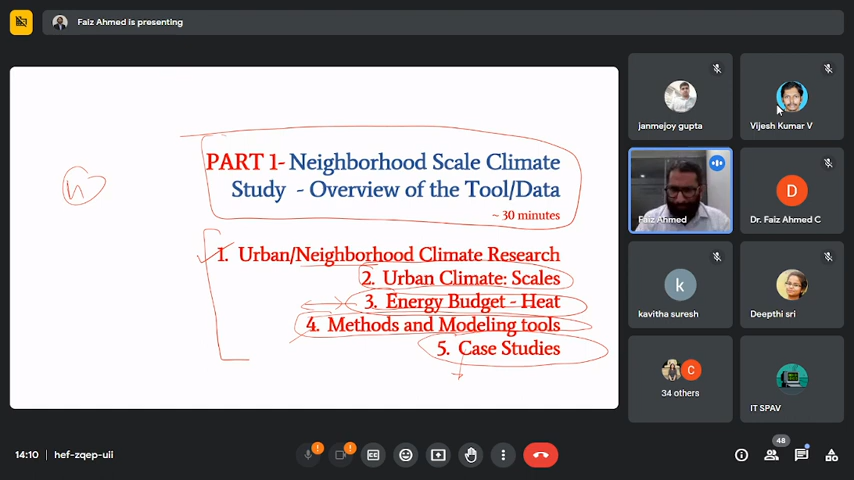 Faiz Ahmed is presenting
PART 1- Neighborhood Scale Climate
Study - Overview of the Tool/Data
~ 30 minutes
1. Urban/Neighborhood Climate Research
2. Urban Climate: Scales
3. Energy Budget - Heat
4. Methods and Modeling tools
5. Case Studies
janmejoy gupta
Vijesh Kumar V
Faiz Ahmed
D
Dr. Faiz Ahmed C
k
kavitha suresh
Deepthi sri
C
34 others
IT SPAV
14:10
hef-zqep-uii
48